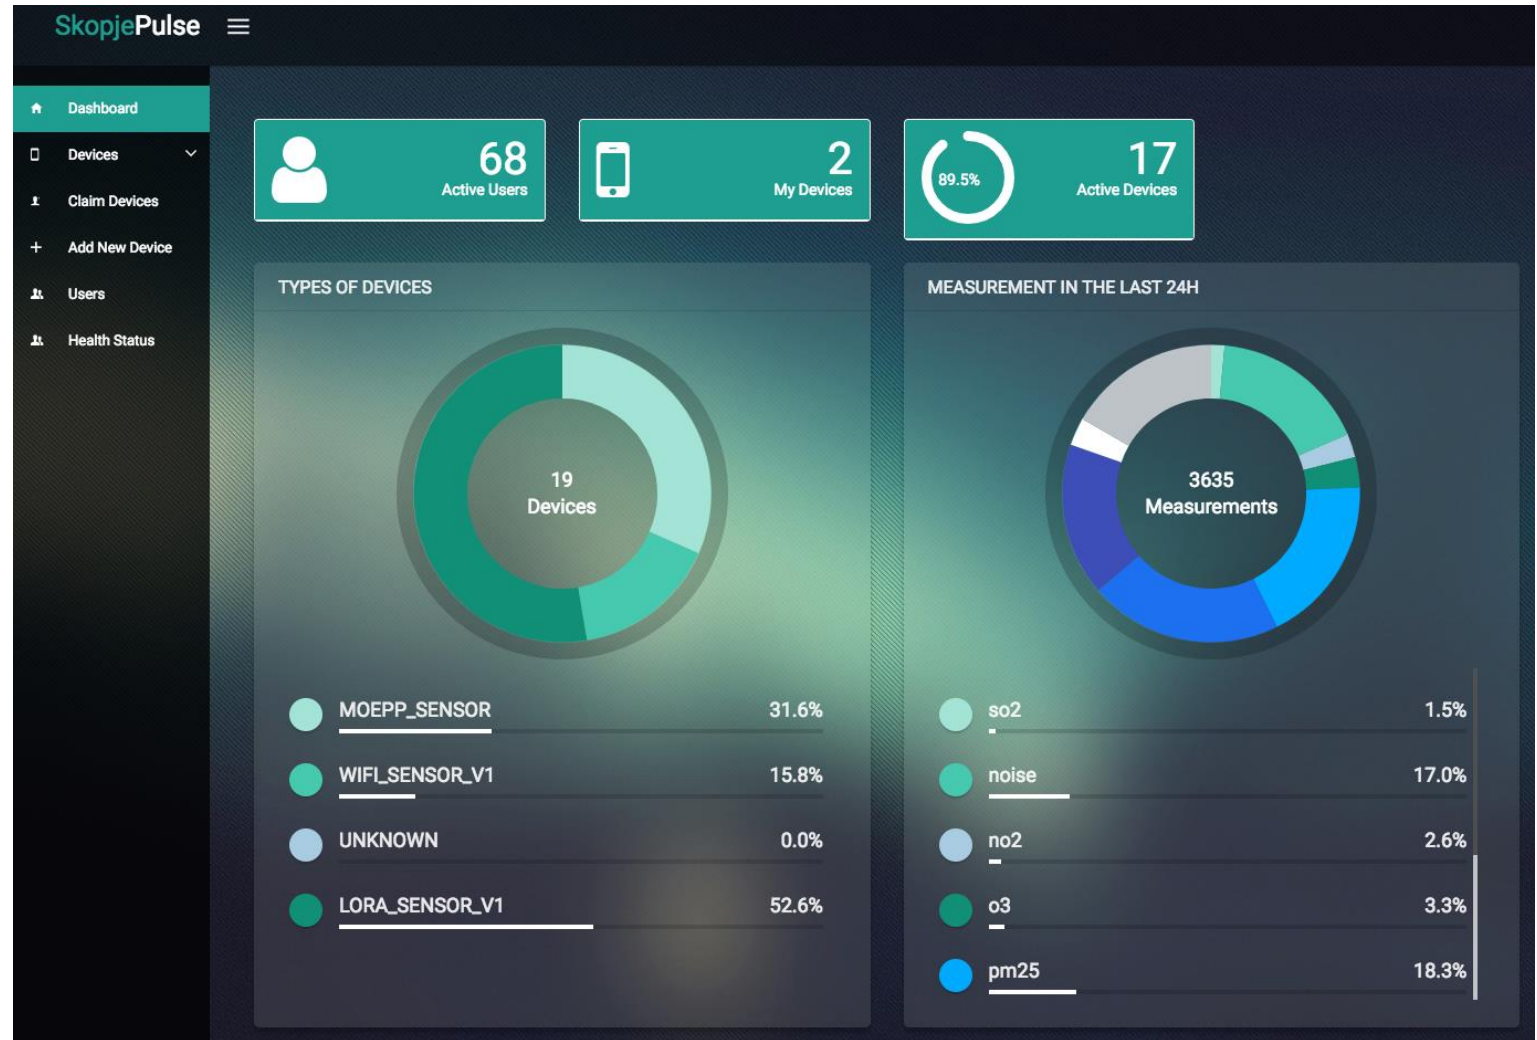 SkopjePulse
Dashboard
Devices
Claim Devices
Add New Device
Users
Health Status
68
Active Users
2
My Devices
89.5%
17
Active Devices
TYPES OF DEVICES
19
Devices
MOEPP_SENSOR 31.6%
WIFI_SENSOR_V1 15.8%
UNKNOWN 0.0%
LORA_SENSOR_V1 52.6%
MEASUREMENT IN THE LAST 24H
3635
Measurements
so2 1.5%
noise 17.0%
no2 2.6%
o3 3.3%
pm25 18.3%